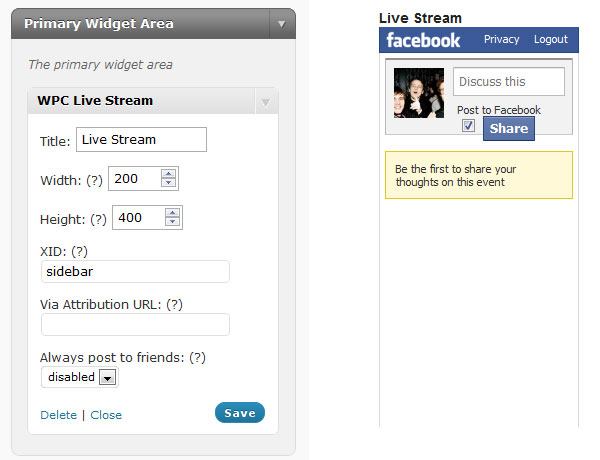 Primary Widget Area
The primary widget area
WPC Live Stream
Title: Live Stream
Width: (?) 200
Height: (?) 400
XID: (?)
sidebar
Via Attribution URL: (?)
Always post to friends: (?)
disabled
Delete | Close
Save
Live Stream
facebook Privacy Logout
Discuss this
Post to Facebook
Share
Be the first to share your
thoughts on this event